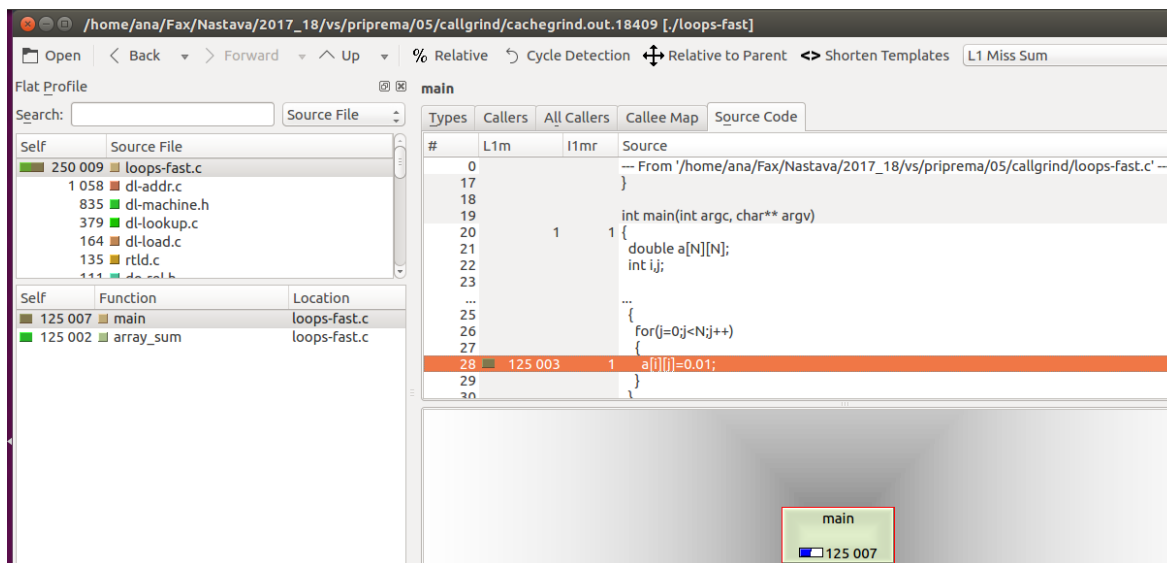 /home/ana/Fax/Nastava/2017_18/vs/priprema/05/callgrind/cachegrind.out.18409 [./loops-fast]
Open Back Forward Up % Relative Cycle Detection Relative to Parent <> Shorten Templates L1 Miss Sum
Flat Profile
Search: Source File
Self Source File
250 009 loops-fast.c
1 058 dl-addr.c
835 dl-machine.h
379 dl-lookup.c
164 dl-load.c
135 rtld.c
111 do-rel.h
Self Function Location
125 007 main loops-fast.c
125 002 array_sum loops-fast.c
main
Types Callers All Callers Callee Map Source Code
# L1m I1mr Source
0 --- From '/home/ana/Fax/Nastava/2017_18/vs/priprema/05/callgrind/loops-fast.c' ---
17 }
18
19 int main(int argc, char** argv)
20 1 1 {
21 double a[N][N];
22 int i,j;
23
... ...
25 {
26 for(j=0;j<N;j++)
27 {
28 125 003 1 a[i][j]=0.01;
29 }
30 }
main
125 007